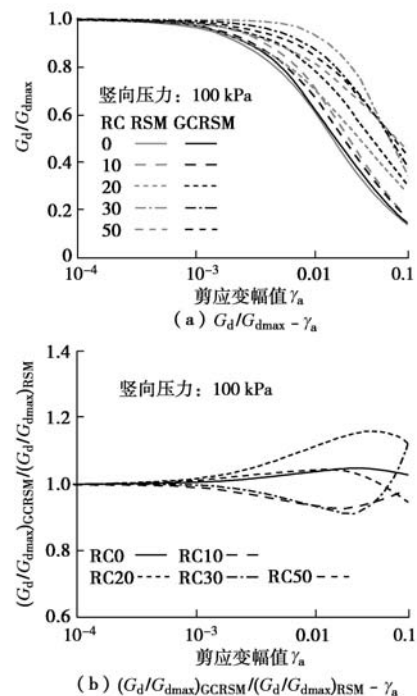 1.0
0.8
0.6
0.4
0.2
0
G_d/G_dmax
竖向压力：100 kPa
RC RSM GCRSM
0
10
20
30
50
10⁻⁴ 10⁻³ 0.01 0.1
剪应变幅值γ_a
(a) G_d/G_dmax − γ_a
1.4
1.2
1.0
0.8
0.6
(G_d/G_dmax)_GCRSM/(G_d/G_dmax)_RSM
竖向压力：100 kPa
RC0 RC10
RC20 RC30 RC50
10⁻⁴ 10⁻³ 0.01 0.1
剪应变幅值γ_a
(b) (G_d/G_dmax)_GCRSM/(G_d/G_dmax)_RSM − γ_a